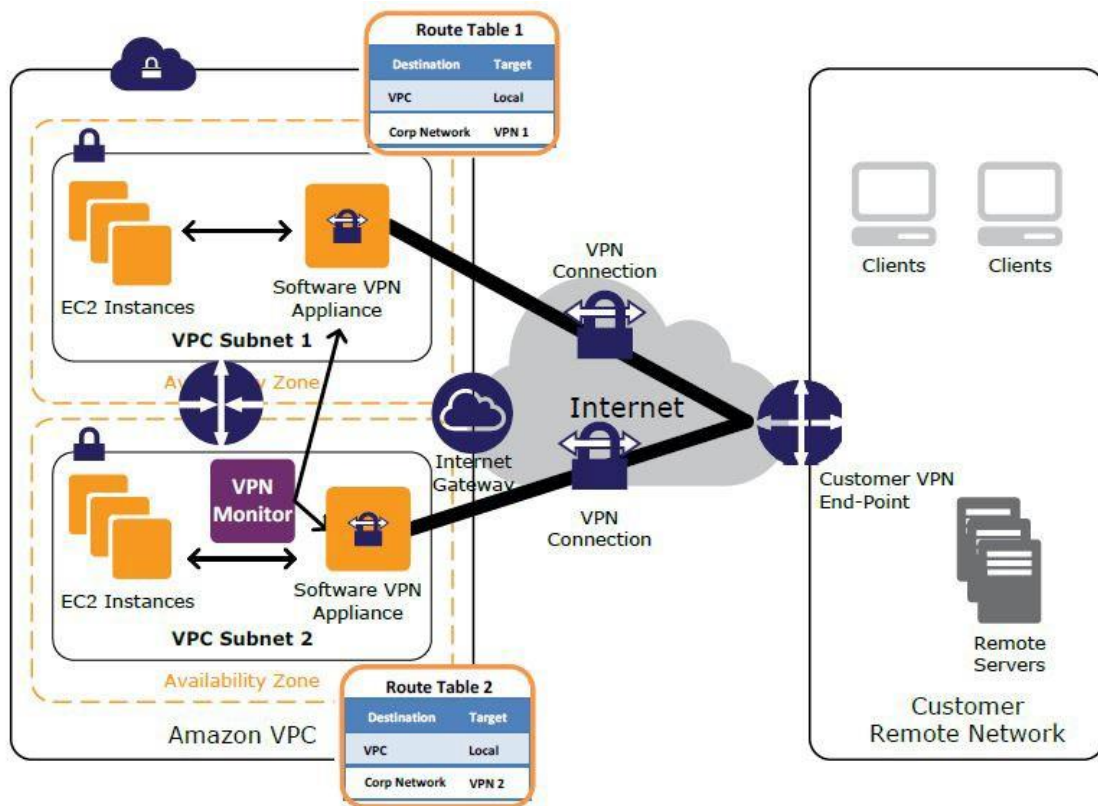 Route Table 1
Destination Target
VPC Local
Corp Network VPN 1
EC2 Instances
Software VPN
Appliance
VPC Subnet 1
Availability Zone
VPN
Connection
Internet
Internet
Gateway
VPN
Monitor
EC2 Instances
Software VPN
Appliance
VPC Subnet 2
Availability Zone
Amazon VPC
VPN
Connection
Route Table 2
Destination Target
VPC Local
Corp Network VPN 2
Clients
Clients
Customer VPN
End-Point
Remote
Servers
Customer
Remote Network